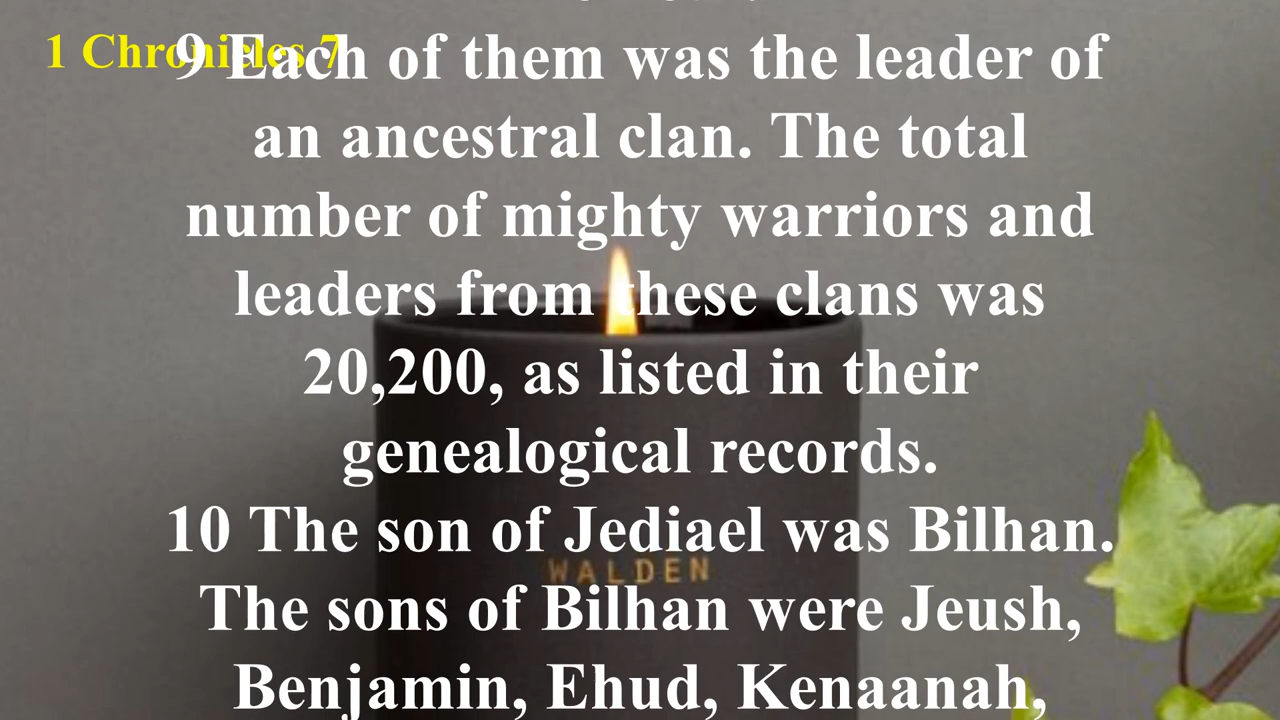 1 Chronicles 7
9 Each of them was the leader of
an ancestral clan. The total
number of mighty warriors and
leaders from these clans was
20,200, as listed in their
genealogical records.
10 The son of Jediael was Bilhan.
WALDEN
The sons of Bilhan were Jeush,
Benjamin, Ehud, Kenaanah,